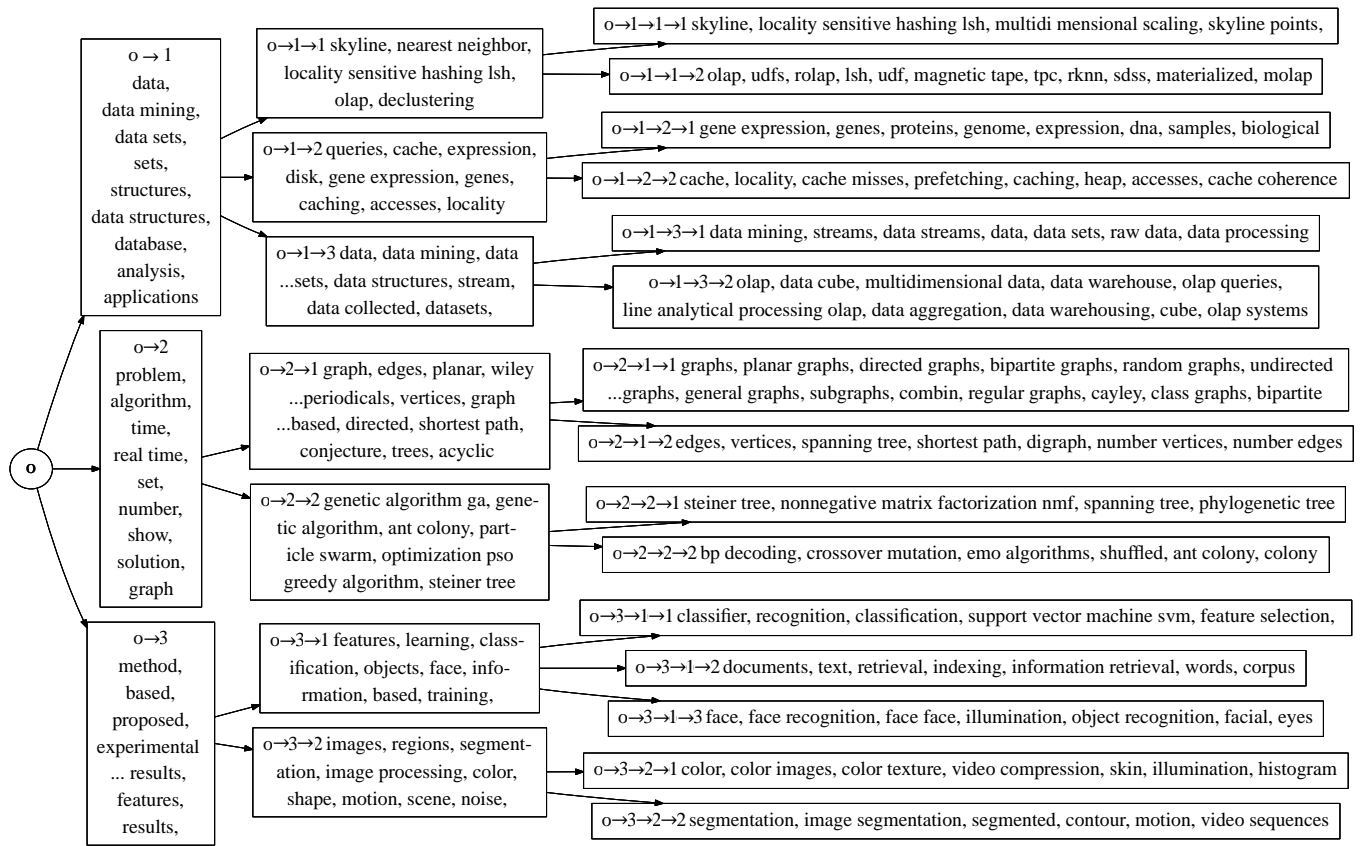 o
o → 1
data,
data mining,
data sets,
sets,
structures,
data structures,
database,
analysis,
applications
o→1→1 skyline, nearest neighbor,
locality sensitive hashing lsh,
olap, declustering
o→1→1→1 skyline, locality sensitive hashing lsh, multidi mensional scaling, skyline points,
o→1→1→2 olap, udfs, rolap, lsh, udf, magnetic tape, tpc, rknn, sdss, materialized, molap
o→1→2 queries, cache, expression,
disk, gene expression, genes,
caching, accesses, locality
o→1→2→1 gene expression, genes, proteins, genome, expression, dna, samples, biological
o→1→2→2 cache, locality, cache misses, prefetching, caching, heap, accesses, cache coherence
o→1→3 data, data mining, data
...sets, data structures, stream,
data collected, datasets,
o→1→3→1 data mining, streams, data streams, data, data sets, raw data, data processing
o→1→3→2 olap, data cube, multidimensional data, data warehouse, olap queries,
line analytical processing olap, data aggregation, data warehousing, cube, olap systems
o→2
problem,
algorithm,
time,
real time,
set,
number,
show,
solution,
graph
o→2→1 graph, edges, planar, wiley
...periodicals, vertices, graph
...based, directed, shortest path,
conjecture, trees, acyclic
o→2→1→1 graphs, planar graphs, directed graphs, bipartite graphs, random graphs, undirected
...graphs, general graphs, subgraphs, combin, regular graphs, cayley, class graphs, bipartite
o→2→1→2 edges, vertices, spanning tree, shortest path, digraph, number vertices, number edges
o→2→2 genetic algorithm ga, gene-
tic algorithm, ant colony, part-
icle swarm, optimization pso
greedy algorithm, steiner tree
o→2→2→1 steiner tree, nonnegative matrix factorization nmf, spanning tree, phylogenetic tree
o→2→2→2 bp decoding, crossover mutation, emo algorithms, shuffled, ant colony, colony
o→3
method,
based,
proposed,
experimental
... results,
features,
results,
o→3→1 features, learning, class-
ification, objects, face, info-
rmation, based, training,
o→3→1→1 classifier, recognition, classification, support vector machine svm, feature selection,
o→3→1→2 documents, text, retrieval, indexing, information retrieval, words, corpus
o→3→1→3 face, face recognition, face face, illumination, object recognition, facial, eyes
o→3→2 images, regions, segment-
ation, image processing, color,
shape, motion, scene, noise,
o→3→2→1 color, color images, color texture, video compression, skin, illumination, histogram
o→3→2→2 segmentation, image segmentation, segmented, contour, motion, video sequences